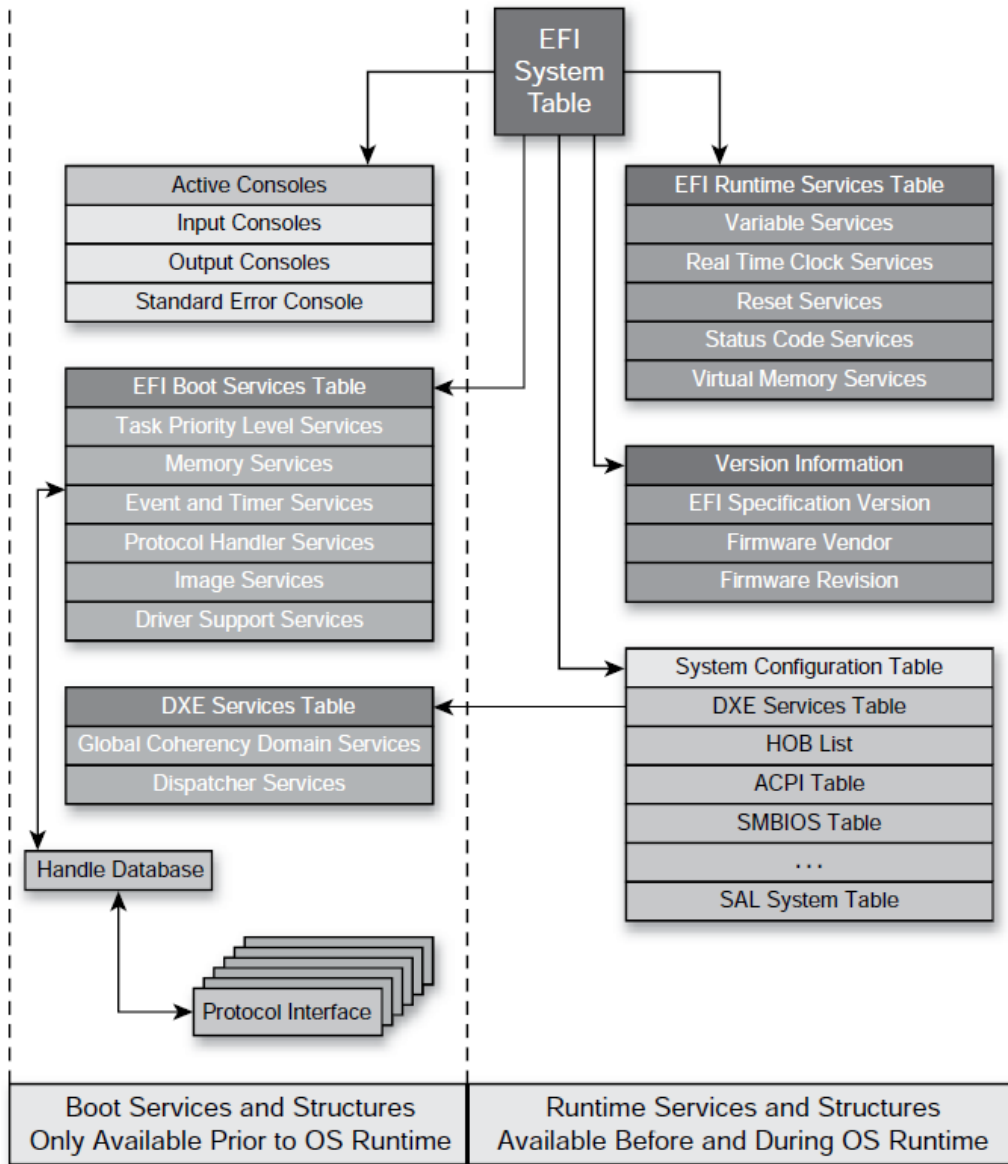 EFI
System
Table
Active Consoles
Input Consoles
Output Consoles
Standard Error Console
EFI Boot Services Table
Task Priority Level Services
Memory Services
Event and Timer Services
Protocol Handler Services
Image Services
Driver Support Services
DXE Services Table
Global Coherency Domain Services
Dispatcher Services
Handle Database
Protocol Interface
EFI Runtime Services Table
Variable Services
Real Time Clock Services
Reset Services
Status Code Services
Virtual Memory Services
Version Information
EFI Specification Version
Firmware Vendor
Firmware Revision
System Configuration Table
DXE Services Table
HOB List
ACPI Table
SMBIOS Table
...
SAL System Table
Boot Services and Structures
Only Available Prior to OS Runtime
Runtime Services and Structures
Available Before and During OS Runtime